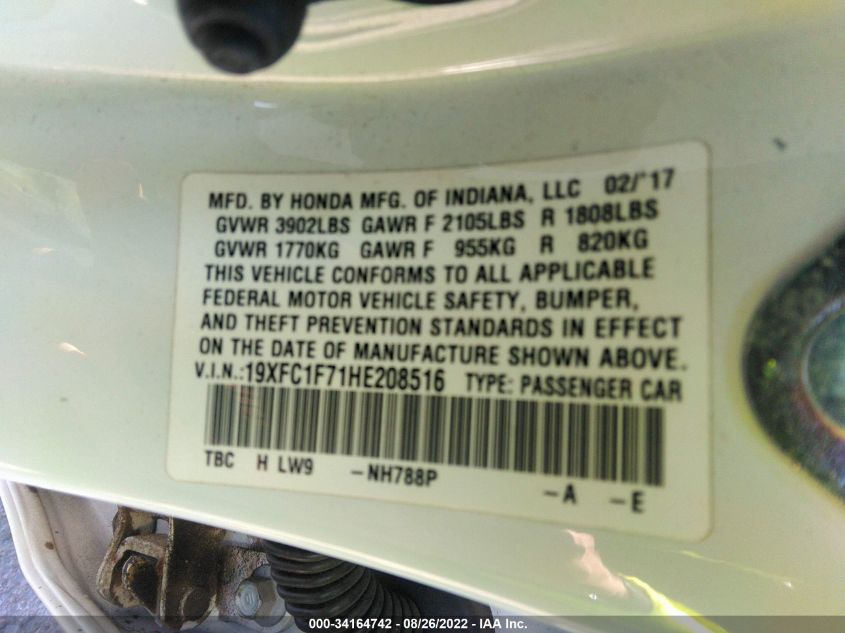 MFD. BY HONDA MFG. OF INDIANA, LLC 02/'17
GVWR 3902LBS GAWR F 2105LBS R 1808LBS
GVWR 1770KG GAWR F 955KG R 820KG
THIS VEHICLE CONFORMS TO ALL APPLICABLE
FEDERAL MOTOR VEHICLE SAFETY, BUMPER,
AND THEFT PREVENTION STANDARDS IN EFFECT
ON THE DATE OF MANUFACTURE SHOWN ABOVE.
V.I.N.:19XFC1F71HE208516 TYPE: PASSENGER CAR
TBC H LW9 -NH788P -A -E
000-34164742 - 08/26/2022 - IAA Inc.